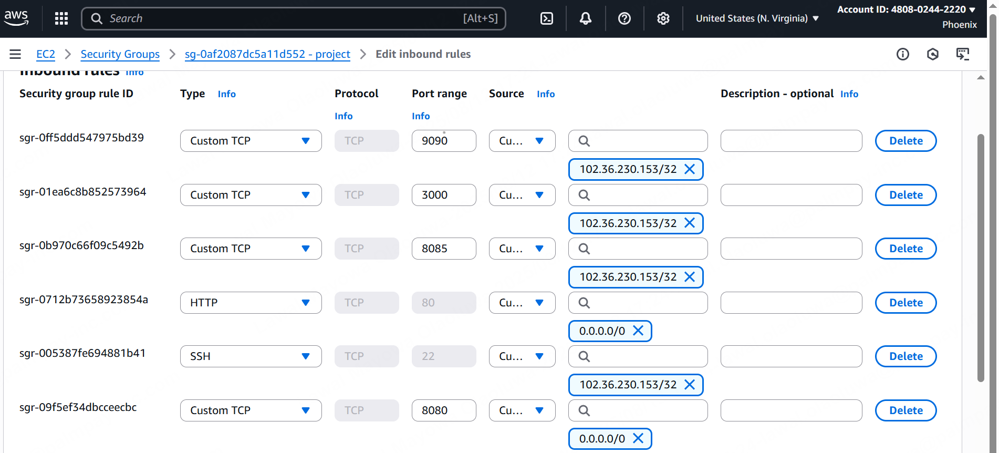 aws
Search [Alt+S]
United States (N. Virginia)
Account ID: 4808-0244-2220
Phoenix
EC2 Security Groups sg-0af2087dc5a11d552 - project Edit inbound rules
Inbound rules Info
Security group rule ID Type Info Protocol Port range Source Info Description - optional Info
Info Info
sgr-0ff5ddd547975bd39 Custom TCP TCP 9090 Cu... Delete
102.36.230.153/32
sgr-01ea6c8b852573964 Custom TCP TCP 3000 Cu... Delete
102.36.230.153/32
sgr-0b970c66f09c5492b Custom TCP TCP 8085 Cu... Delete
102.36.230.153/32
sgr-0712b73658923854a HTTP TCP 80 Cu... Delete
0.0.0.0/0
sgr-005387fe694881b41 SSH TCP 22 Cu... Delete
102.36.230.153/32
sgr-09f5ef34dbcceecbc Custom TCP TCP 8080 Cu... Delete
0.0.0.0/0